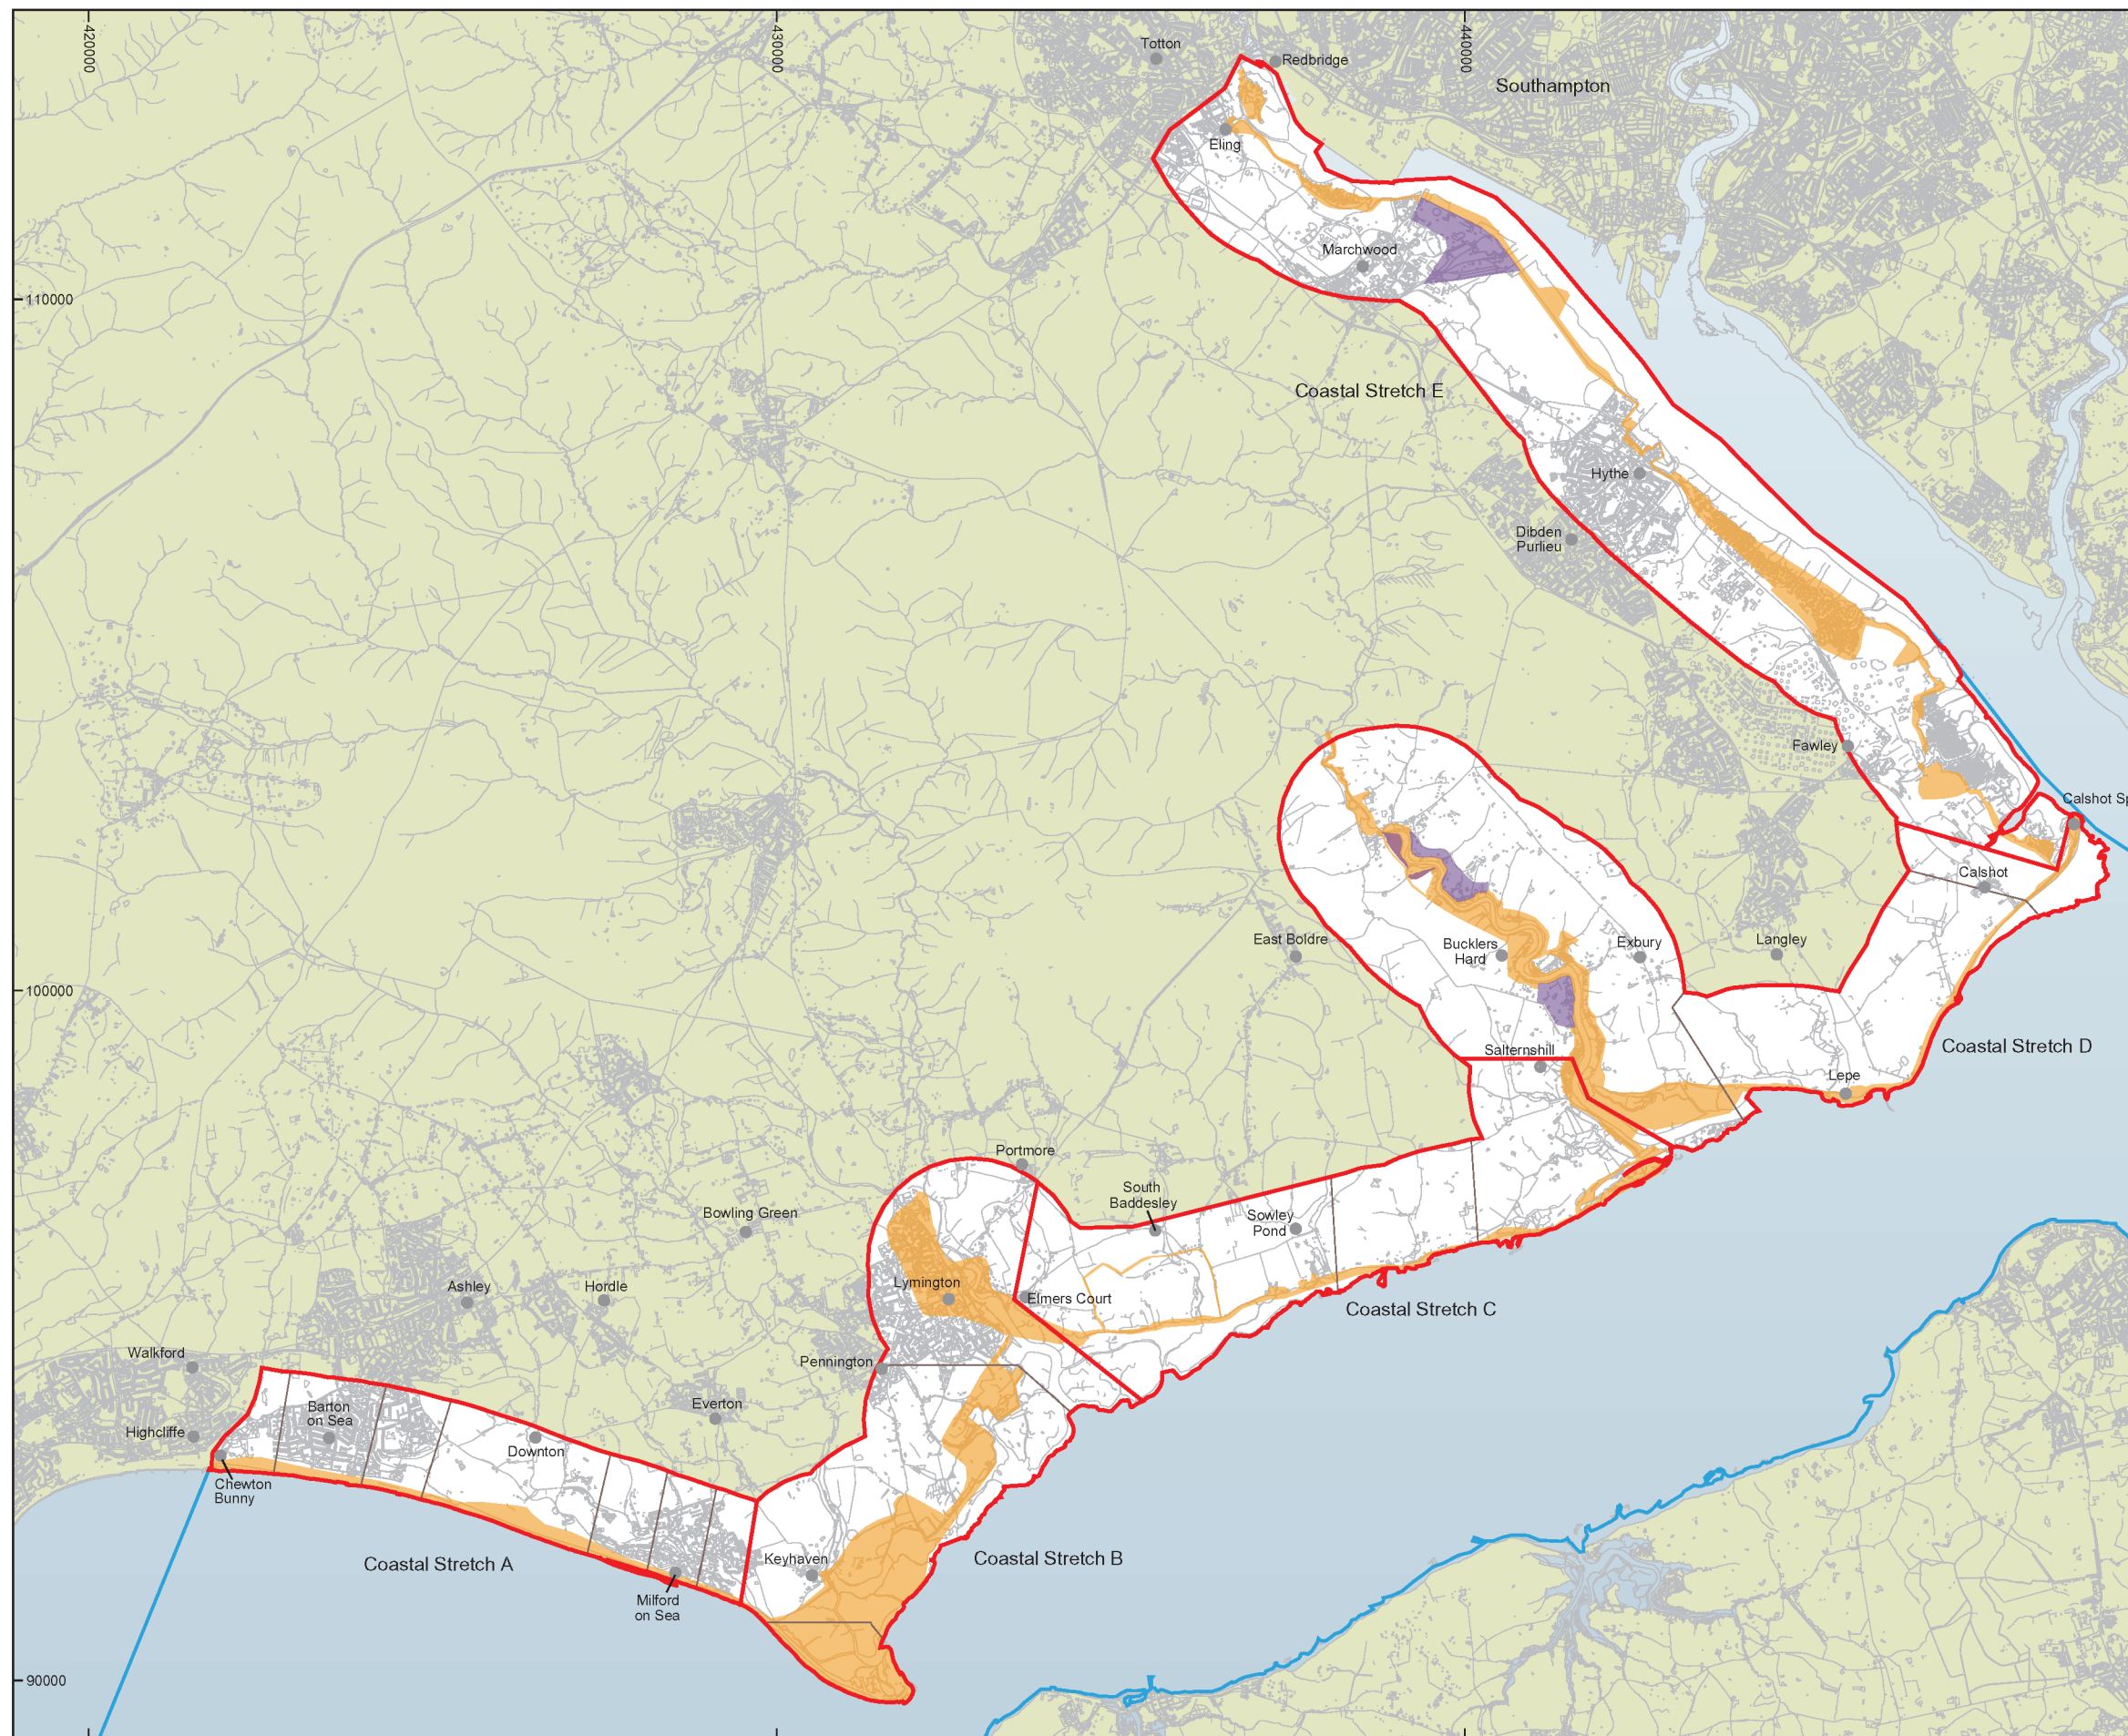 420000
430000
440000
Totton
Redbridge
Southampton
Eling
Marchwood
110000
Coastal Stretch E
Hythe
Dibden
Purlieu
Fawley
Calshot Sp
Calshot
East Boldre
Bucklers
Hard
Exbury
Langley
100000
Salternshill
Coastal Stretch D
Lepe
Portmore
South
Baddesley
Bowling Green
Sowley
Pond
Ashley
Hordle
Lymington
Elmers Court
Coastal Stretch C
Walkford
Pennington
Everton
Barton
on Sea
Highcliffe
Downton
Chewton
Bunny
Coastal Stretch A
Keyhaven
Coastal Stretch B
Milford
on Sea
90000